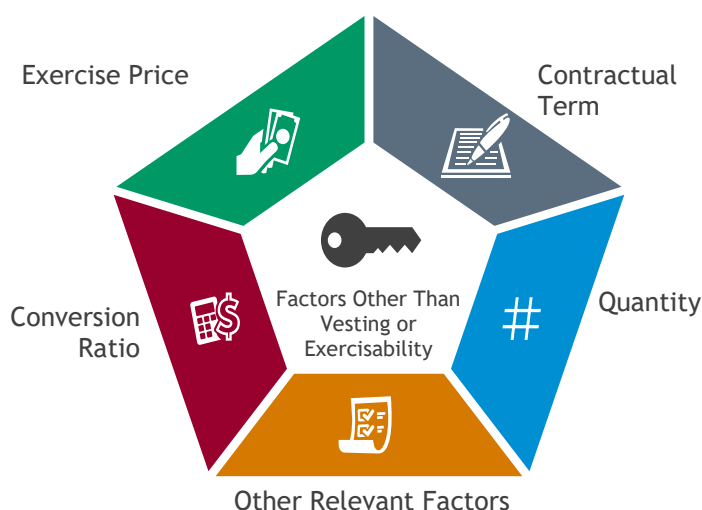 Exercise Price
Contractual
Term
Conversion
Ratio
Factors Other Than
Vesting or
Exercisability
#
Quantity
Other Relevant Factors